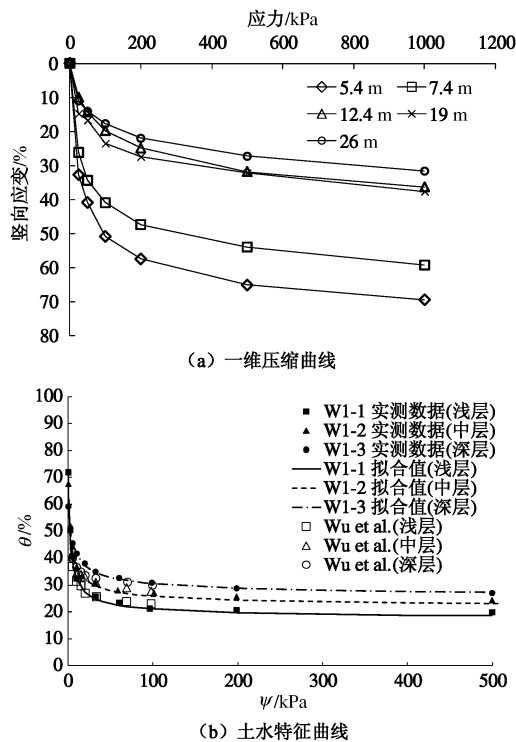 应力/kPa
0 200 400 600 800 1000 1200
0
10
20
30
40
50
60
70
80
竖向应变/%
5.4 m 7.4 m
12.4 m 19 m
26 m
(a) 一维压缩曲线
100
90
80
70
60
50
40
30
20
10
0
θ/%
W1-1 实测数据(浅层)
W1-2 实测数据(中层)
W1-3 实测数据(深层)
W1-1 拟合值(浅层)
W1-2 拟合值(中层)
W1-3 拟合值(深层)
Wu et al.(浅层)
Wu et al.(中层)
Wu et al.(深层)
0 100 200 300 400 500
ψ/kPa
(b) 土水特征曲线